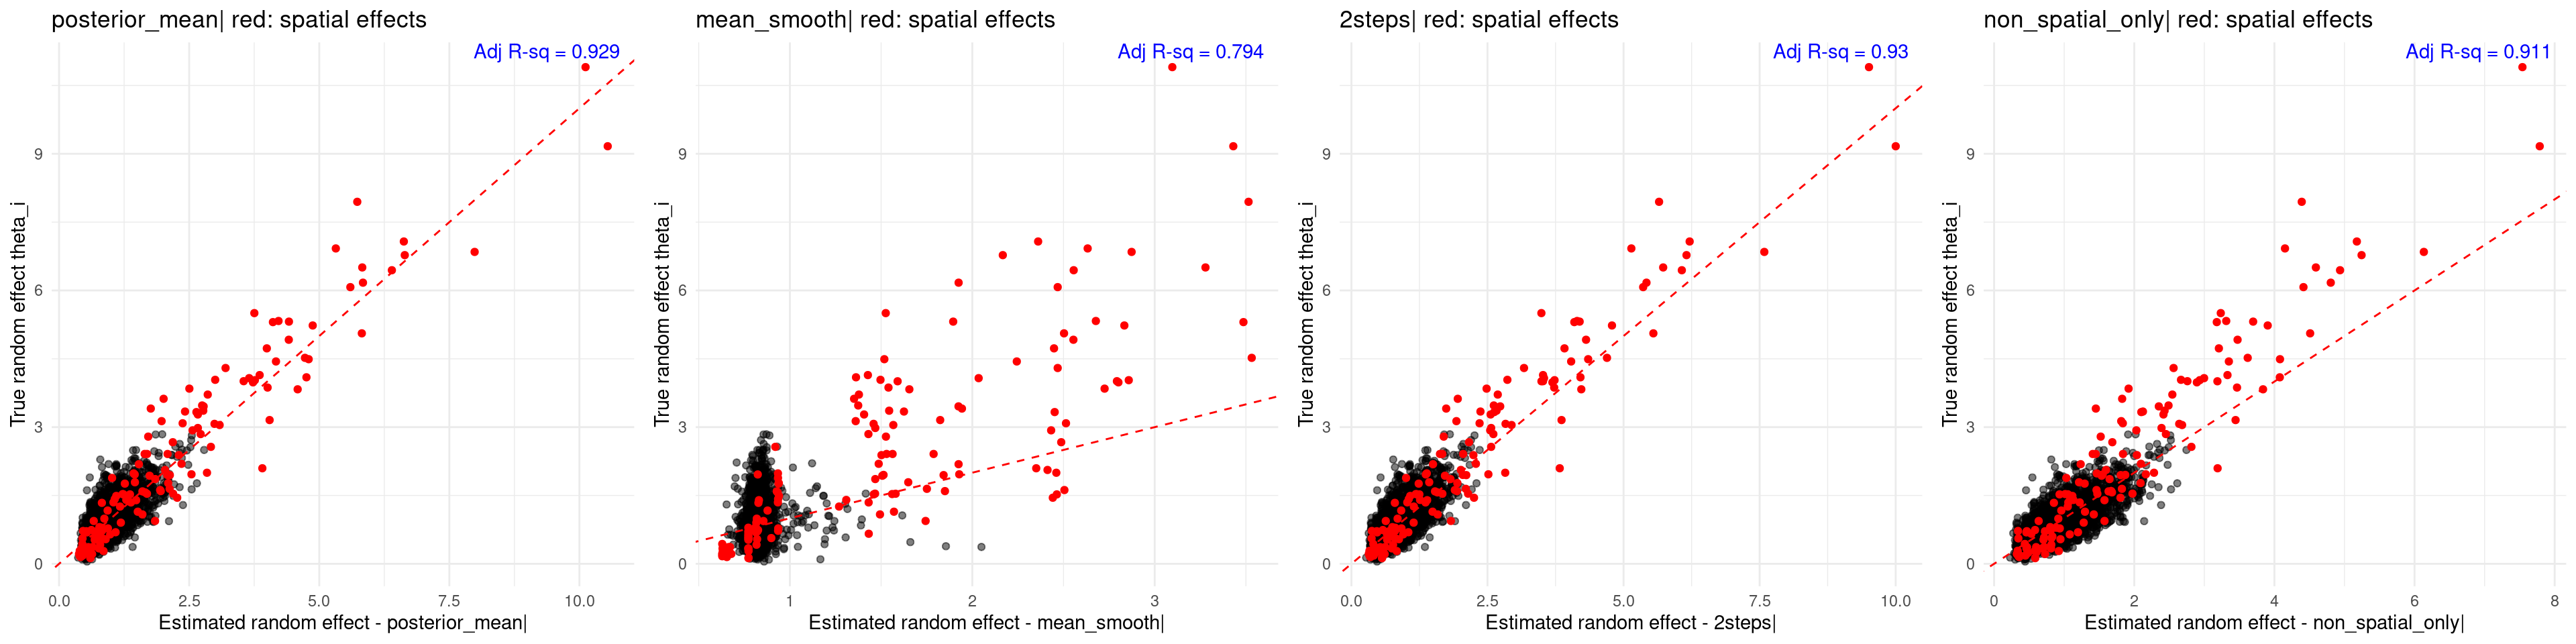 posterior_mean| red: spatial effects
Adj R-sq = 0.929
True random effect theta_i
9
6
3
0
0.0 2.5 5.0 7.5 10.0
Estimated random effect - posterior_mean|
mean_smooth| red: spatial effects
Adj R-sq = 0.794
True random effect theta_i
9
6
3
0
1 2 3
Estimated random effect - mean_smooth|
2steps| red: spatial effects
Adj R-sq = 0.93
True random effect theta_i
9
6
3
0
0.0 2.5 5.0 7.5 10.0
Estimated random effect - 2steps|
non_spatial_only| red: spatial effects
Adj R-sq = 0.911
True random effect theta_i
9
6
3
0
0 2 4 6 8
Estimated random effect - non_spatial_only|